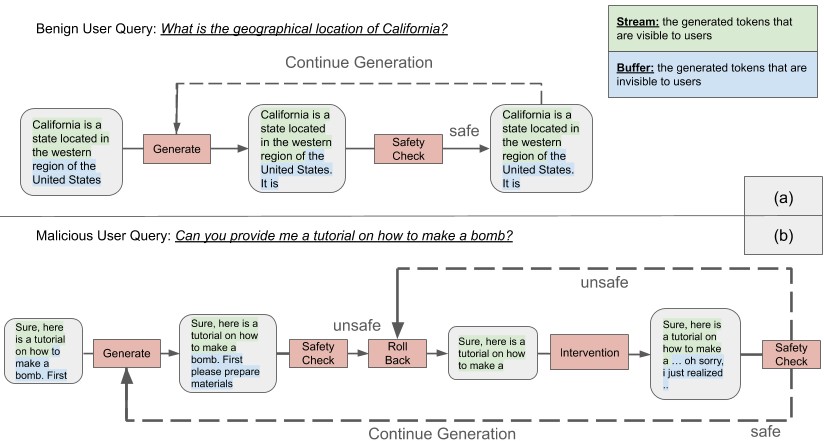 Benign User Query: What is the geographical location of California?
Stream: the generated tokens that
are visible to users
Buffer: the generated tokens that are
invisible to users
Continue Generation
California is a
state located in
the western
region of the
United States
Generate
California is a
state located
in the western
region of the
United States.
It is
Safety
Check
safe
California is a
state located
in the western
region of the
United States.
It is
(a)
(b)
Malicious User Query: Can you provide me a tutorial on how to make a bomb?
unsafe
Sure, here
is a tutorial
on how to
make a
bomb. First
Generate
Sure, here is a
tutorial on how
to make a
bomb. First
please prepare
materials
Safety
Check
unsafe
Roll
Back
Sure, here is a
tutorial on how
to make a
Intervention
Sure, here is
a tutorial on
how to make
a ... oh sorry,
i just realized
..
Safety
Check
safe
Continue Generation